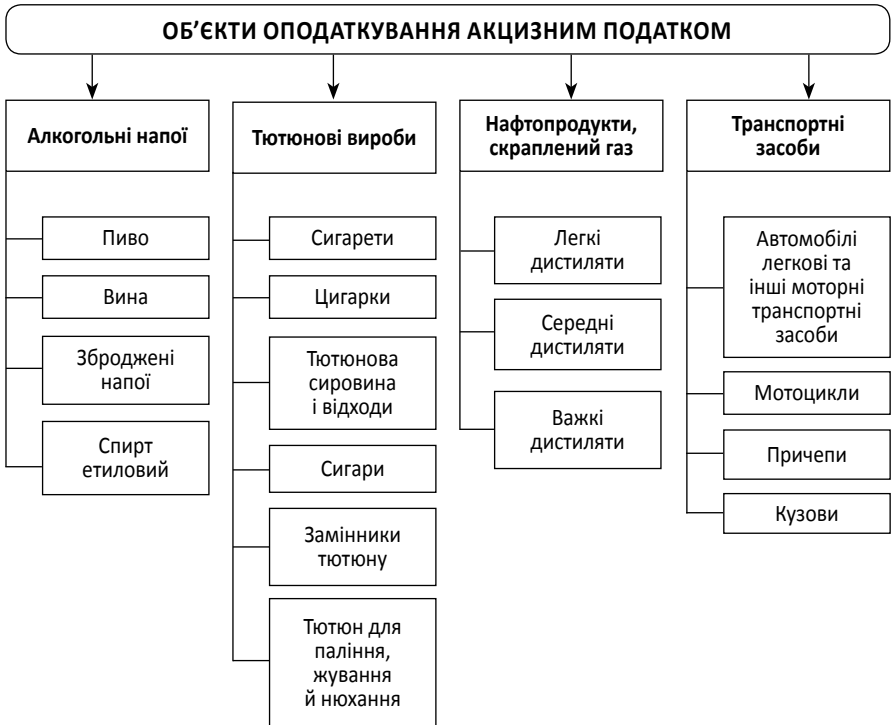 ОБ’ЄКТИ ОПОДАТКУВАННЯ АКЦИЗНИМ ПОДАТКОМ
Алкогольні напої
Пиво
Вина
Зброджені
напої
Спирт
етиловий
Тютюнові вироби
Сигарети
Цигарки
Тютюнова
сировина
і відходи
Сигари
Замінники
тютюну
Тютюн для
паління,
жування
й нюхання
Нафтопродукти,
скраплений газ
Легкі
дистиляти
Середні
дистиляти
Важкі
дистиляти
Транспортні
засоби
Автомобілі
легкові та
інші моторні
транспортні
засоби
Мотоцикли
Причепи
Кузови